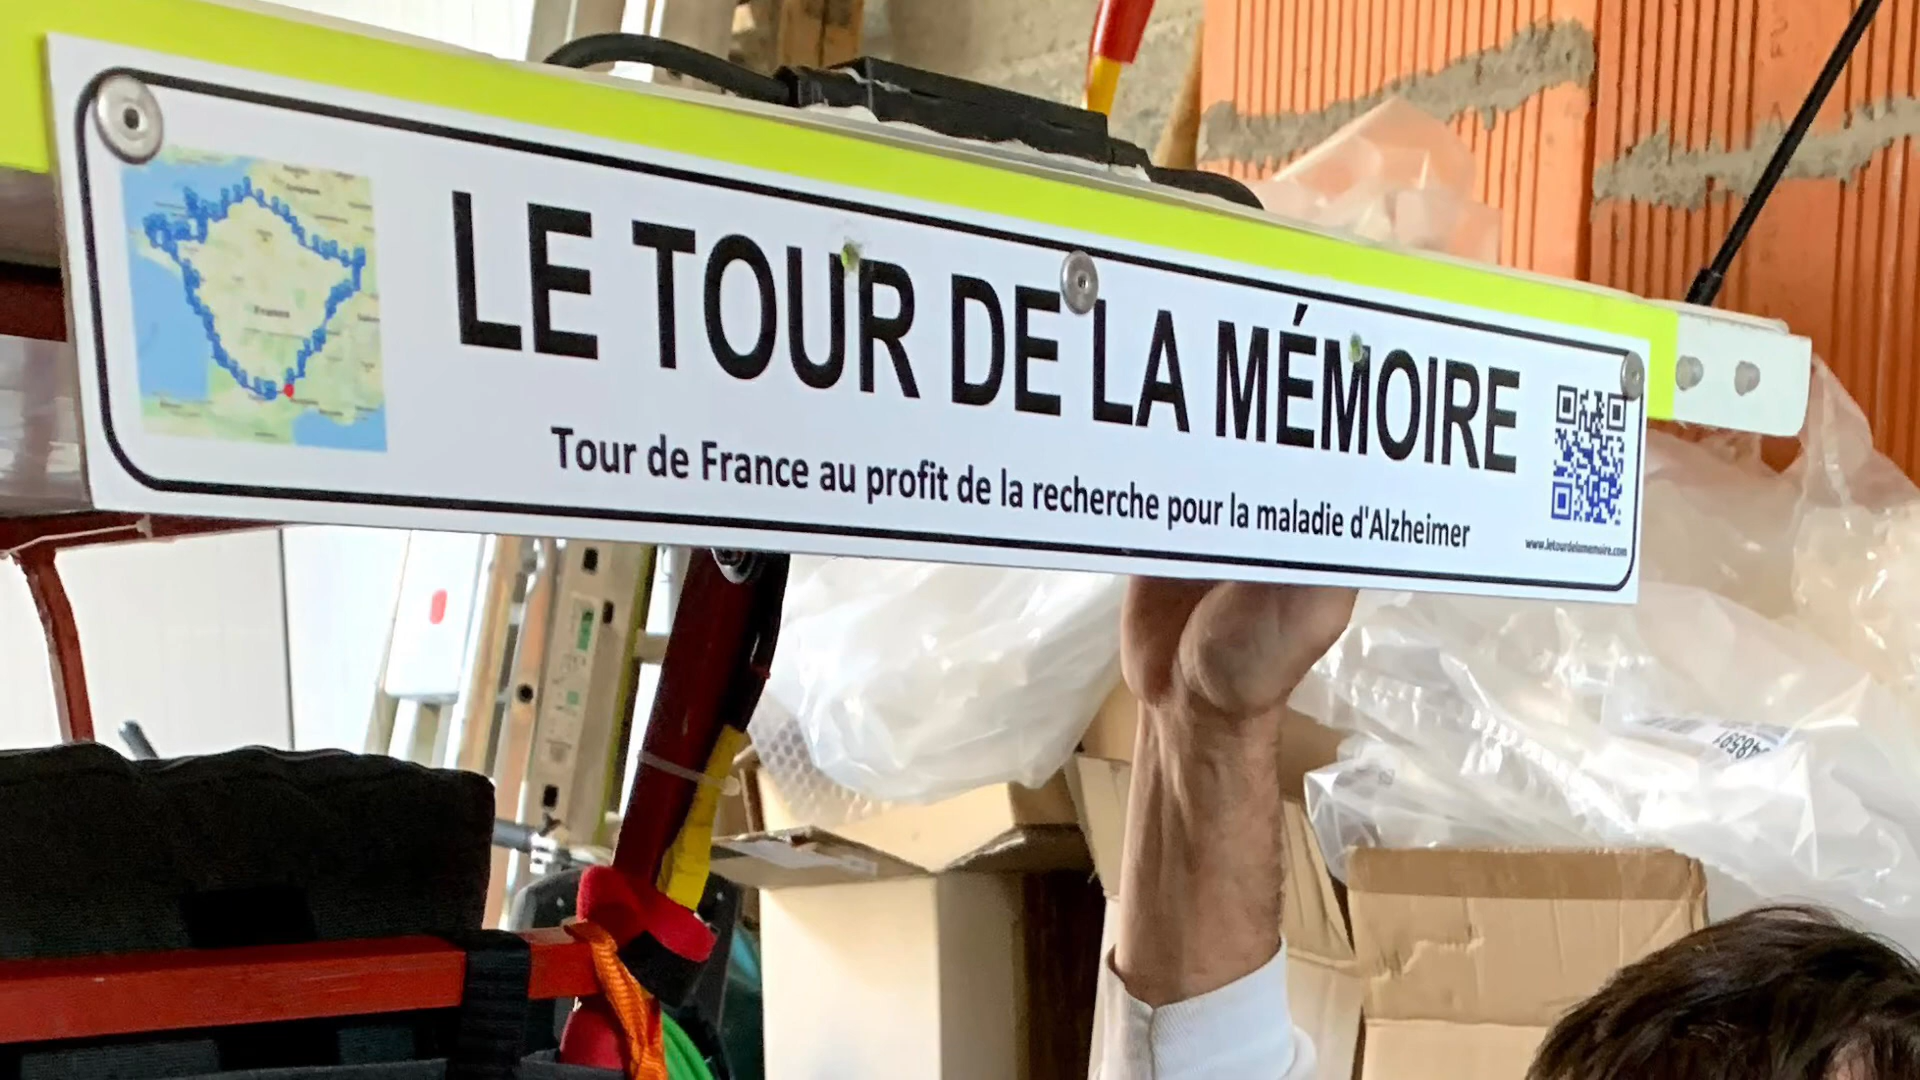 LE TOUR DE LA MÉMOIRE
Tour de France au profit de la recherche pour la maladie d'Alzheimer
www.letourdelamemoire.com
France